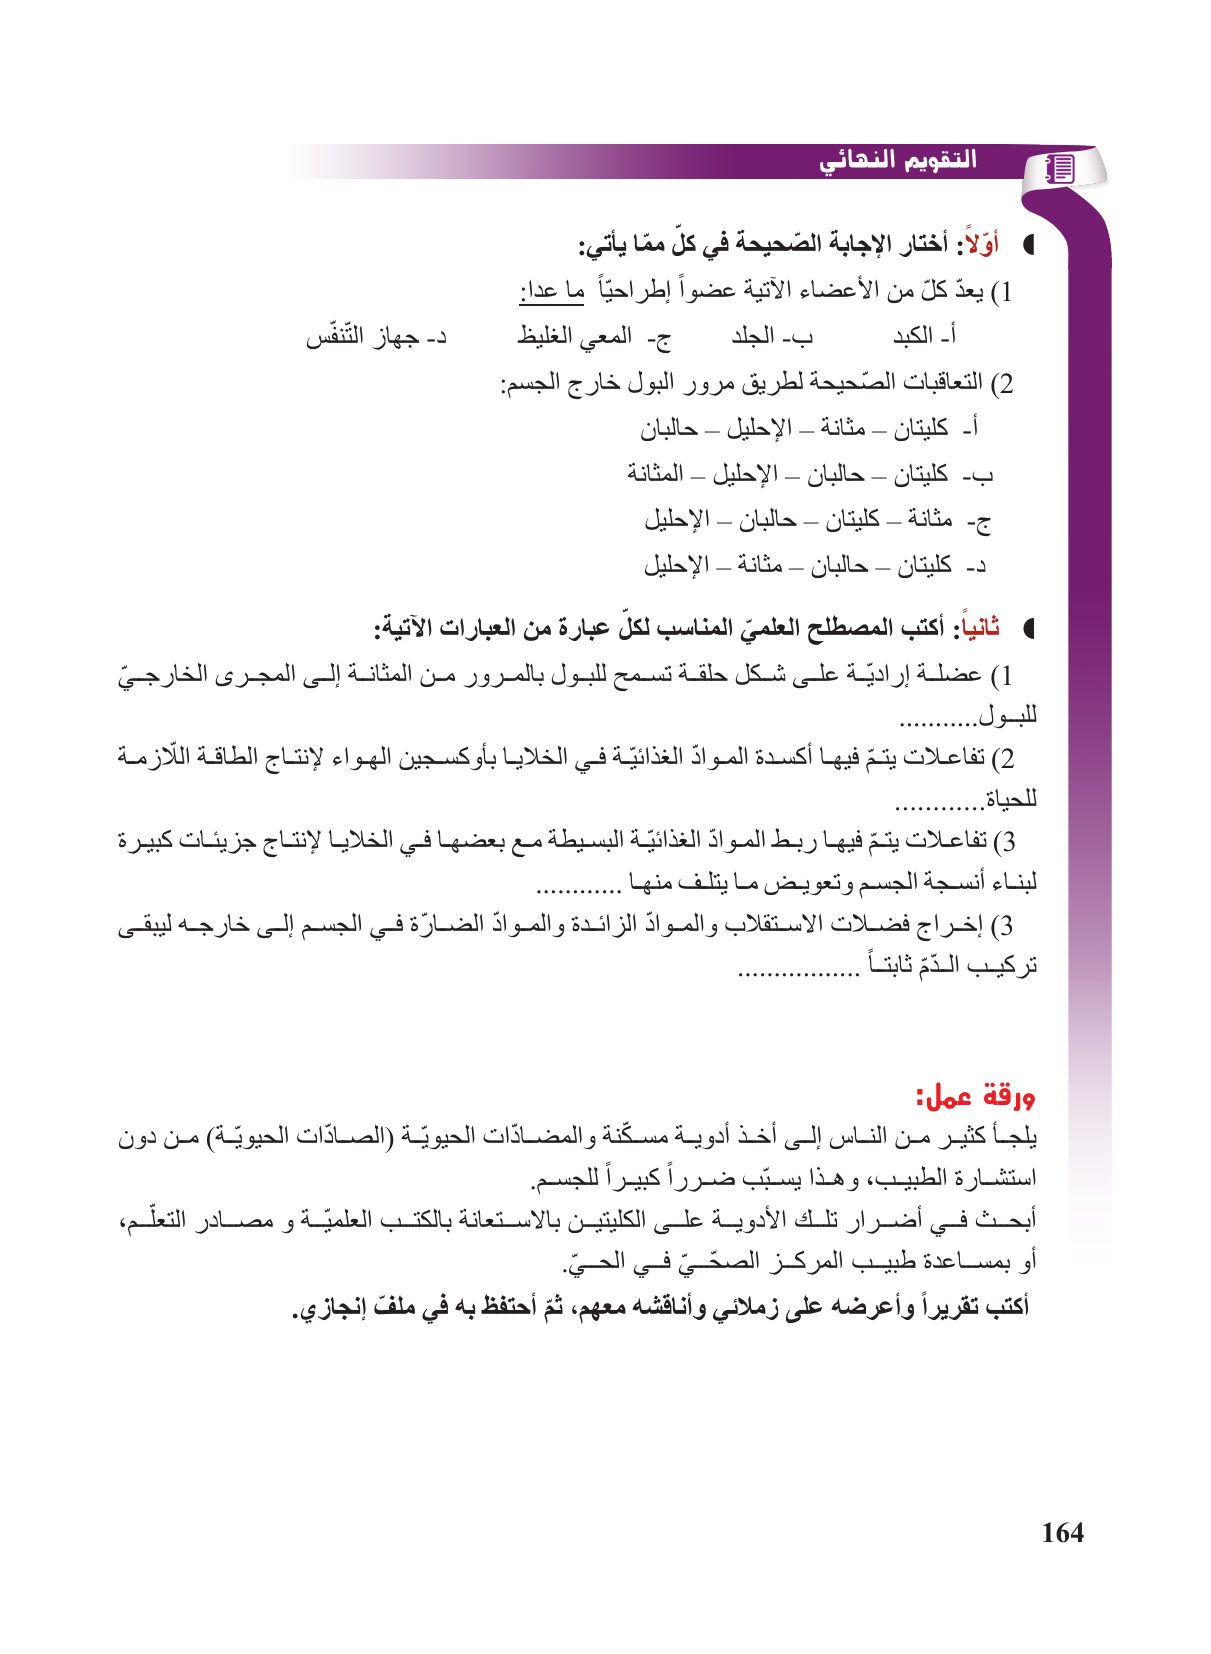 التقويم النهائي
أوّلاً: أختار الإجابة الصّحيحة في كلّ ممّا يأتي:
1) يعدّ كلّ من الأعضاء الآتية عضواً إطراحيّاً ما عدا:
أ- الكبد ب- الجلد ج- المعي الغليظ د- جهاز التّنفّس
2) التعاقبات الصّحيحة لطريق مرور البول خارج الجسم:
أ- كليتان – مثانة – الإحليل – حالبان
ب- كليتان – حالبان – الإحليل – المثانة
ج- مثانة – كليتان – حالبان – الإحليل
د- كليتان – حالبان – مثانة – الإحليل
ثانياً: أكتب المصطلح العلميّ المناسب لكلّ عبارة من العبارات الآتية:
1) عضلة إراديّة على شكل حلقة تسمح للبول بالمرور من المثانة إلى المجرى الخارجيّ
للبول...........
2) تفاعلات يتمّ فيها أكسدة الموادّ الغذائيّة في الخلايا بأوكسجين الهواء لإنتاج الطاقة اللّازمة
للحياة............
3) تفاعلات يتمّ فيها ربط الموادّ الغذائيّة البسيطة مع بعضها في الخلايا لإنتاج جزيئات كبيرة
لبناء أنسجة الجسم وتعويض ما يتلف منها ............
3) إخراج فضلات الاستقلاب والموادّ الزائدة والموادّ الضارّة في الجسم إلى خارجه ليبقى
تركيب الدّمّ ثابتاً .................
ورقة عمل:
يلجأ كثير من الناس إلى أخذ أدوية مسكّنة والمضادّات الحيويّة (الصادّات الحيويّة) من دون
استشارة الطبيب، وهذا يسبّب ضرراً كبيراً للجسم.
أبحث في أضرار تلك الأدوية على الكليتين بالاستعانة بالكتب العلميّة و مصادر التعلّم،
أو بمساعدة طبيب المركز الصحّيّ في الحيّ.
أكتب تقريراً وأعرضه على زملائي وأناقشه معهم، ثمّ أحتفظ به في ملفّ إنجازي.
164